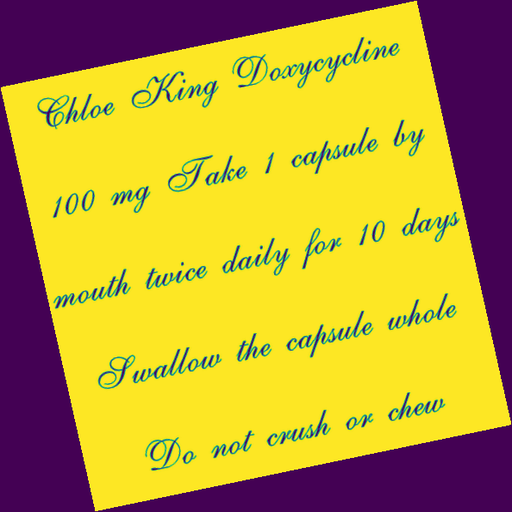 Chloe King Doxycycline
100 mg Take 1 capsule by
mouth twice daily for 10 days
Swallow the capsule whole
Do not crush or chew